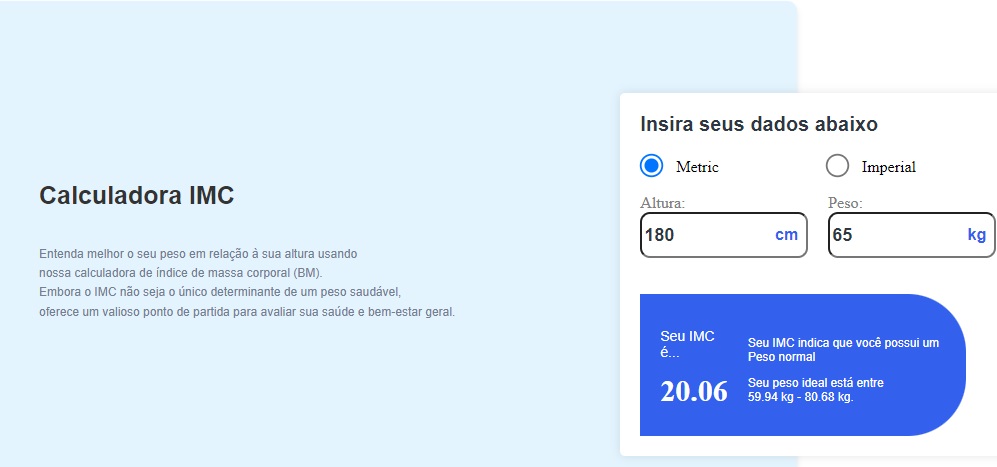 Calculadora IMC
Entenda melhor o seu peso em relação à sua altura usando
nossa calculadora de índice de massa corporal (BM).
Embora o IMC não seja o único determinante de um peso saudável,
oferece um valioso ponto de partida para avaliar sua saúde e bem-estar geral.
Insira seus dados abaixo
Metric Imperial
Altura: Peso:
180 cm 65 kg
Seu IMC
é...
20.06
Seu IMC indica que você possui um
Peso normal
Seu peso ideal está entre
59.94 kg - 80.68 kg.